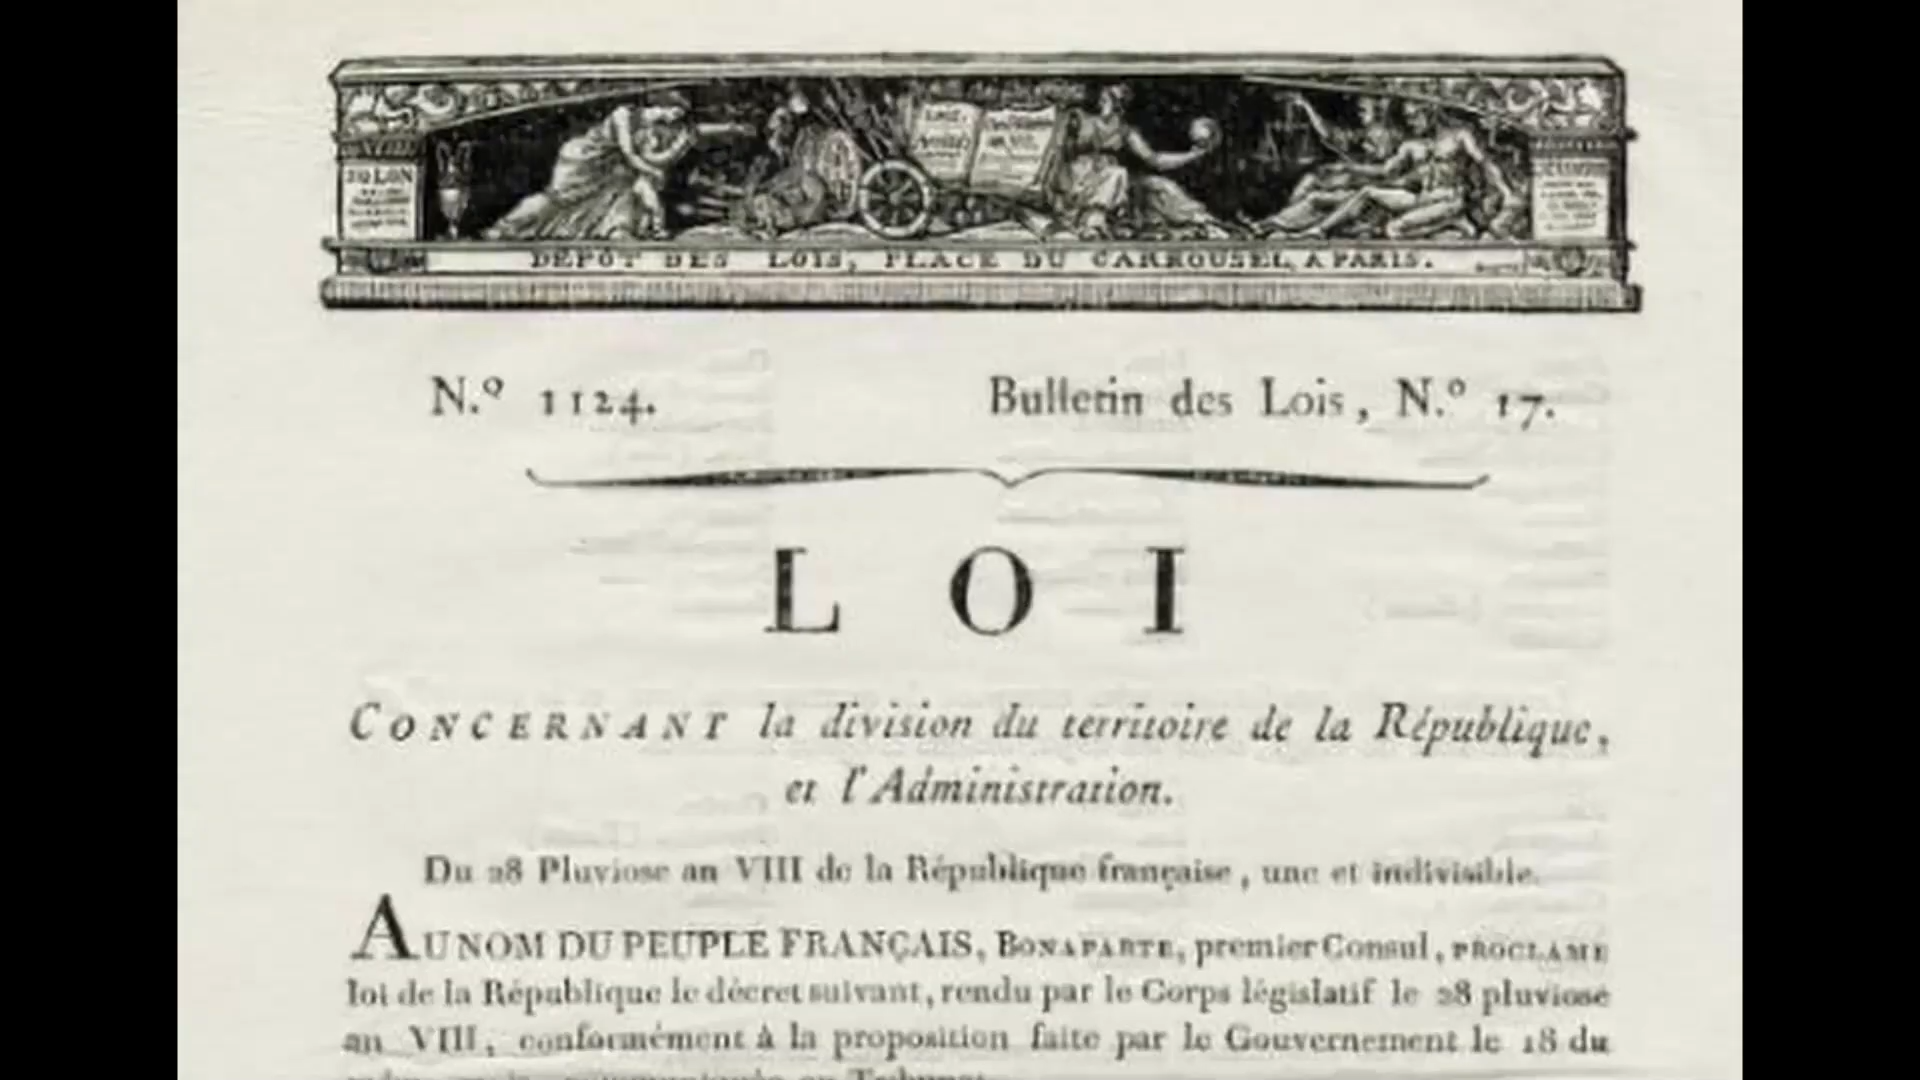 SOLON
DÉPÔT DES LOIS, PLACE DU CARROUSEL, A PARIS.
N.º 1124.
Bulletin des Lois, N.º 17.
LOI
CONCERNANT la division du territoire de la République,
et l'Administration.
Du 28 Pluviose an VIII de la République française, une et indivisible.
AU NOM DU PEUPLE FRANÇAIS, BONAPARTE, premier Consul, PROCLAME
loi de la République le décret suivant, rendu par le Corps législatif le 28 pluviose
an VIII, conformément à la proposition faite par le Gouvernement le 18 du